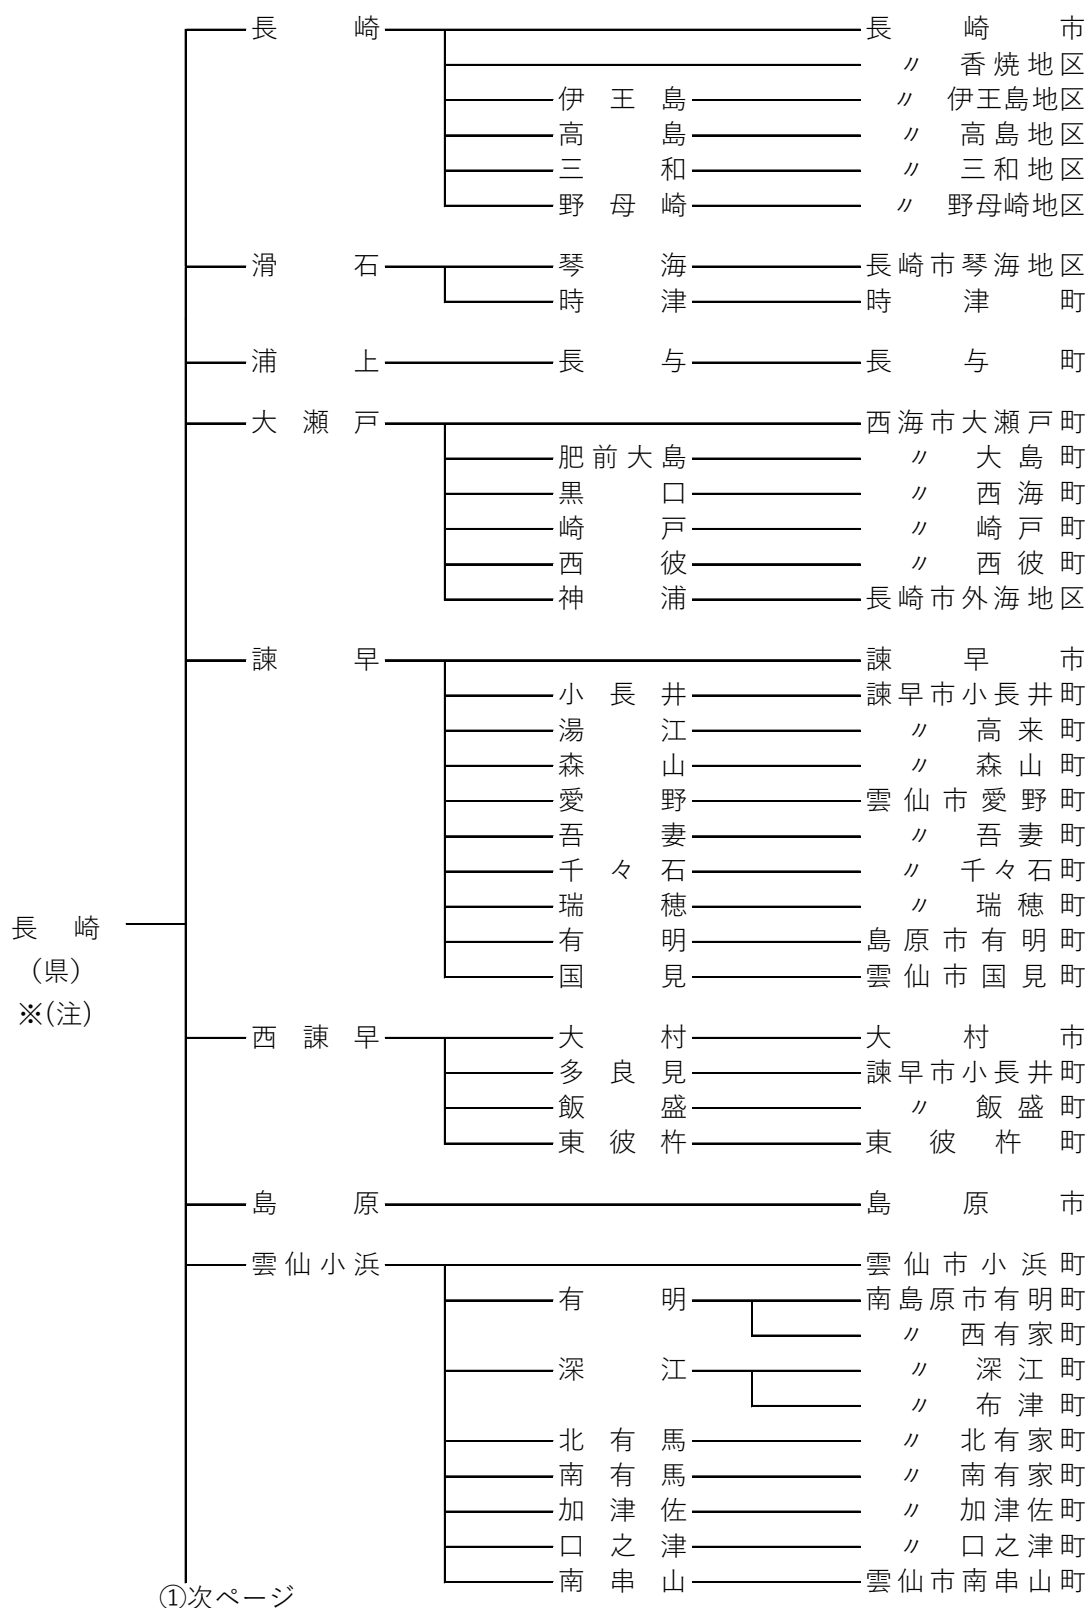 長崎 長崎市
〃 香焼地区
伊王島 〃 伊王島地区
高島 〃 高島地区
三和 〃 三和地区
野母崎 〃 野母崎地区
滑石 琴海 長崎市琴海地区
時津 時津町
浦上 長与 長与町
大瀬戸 西海市大瀬戸町
肥前大島 〃 大島町
黒口 〃 西海町
崎戸 〃 崎戸町
西彼 〃 西彼町
神浦 長崎市外海地区
諫早 諫早市
小長井 諫早市小長井町
湯江 〃 高来町
森山 〃 森山町
愛野 雲仙市愛野町
吾妻 〃 吾妻町
千々石 〃 千々石町
瑞穂 〃 瑞穂町
長崎
有明 島原市有明町
(県)
国見 雲仙市国見町
※(注)
西諫早 大村 大村市
多良見 諫早市小長井町
飯盛 〃 飯盛町
東彼杵 東彼杵町
島原 島原市
雲仙小浜 雲仙市小浜町
有明 南島原市有明町
〃 西有家町
深江 〃 深江町
〃 布津町
北有馬 〃 北有家町
南有馬 〃 南有家町
加津佐 〃 加津佐町
口之津 〃 口之津町
南串山 雲仙市南串山町
①次ページ